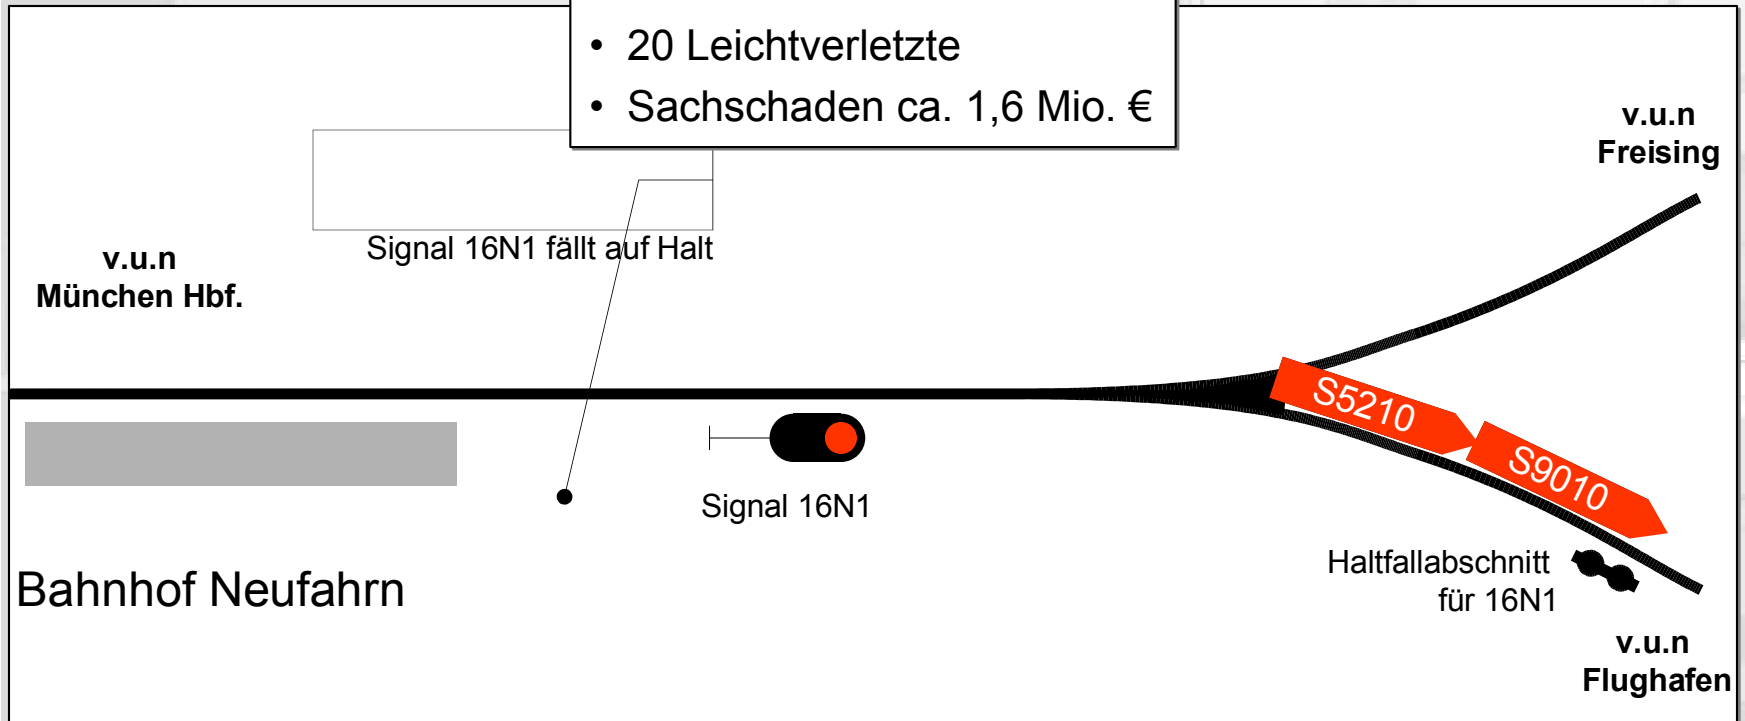 • 20 Leichtverletzte
• Sachschaden ca. 1,6 Mio. €
v.u.n
Freising
Signal 16N1 fällt auf Halt
v.u.n
München Hbf.
S5210
S9010
Signal 16N1
Haltfallabschnitt
für 16N1
Bahnhof Neufahrn
v.u.n
Flughafen